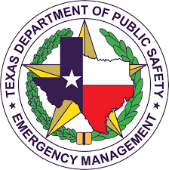 TEXAS DEPARTMENT OF PUBLIC SAFETY
★ EMERGENCY MANAGEMENT ★